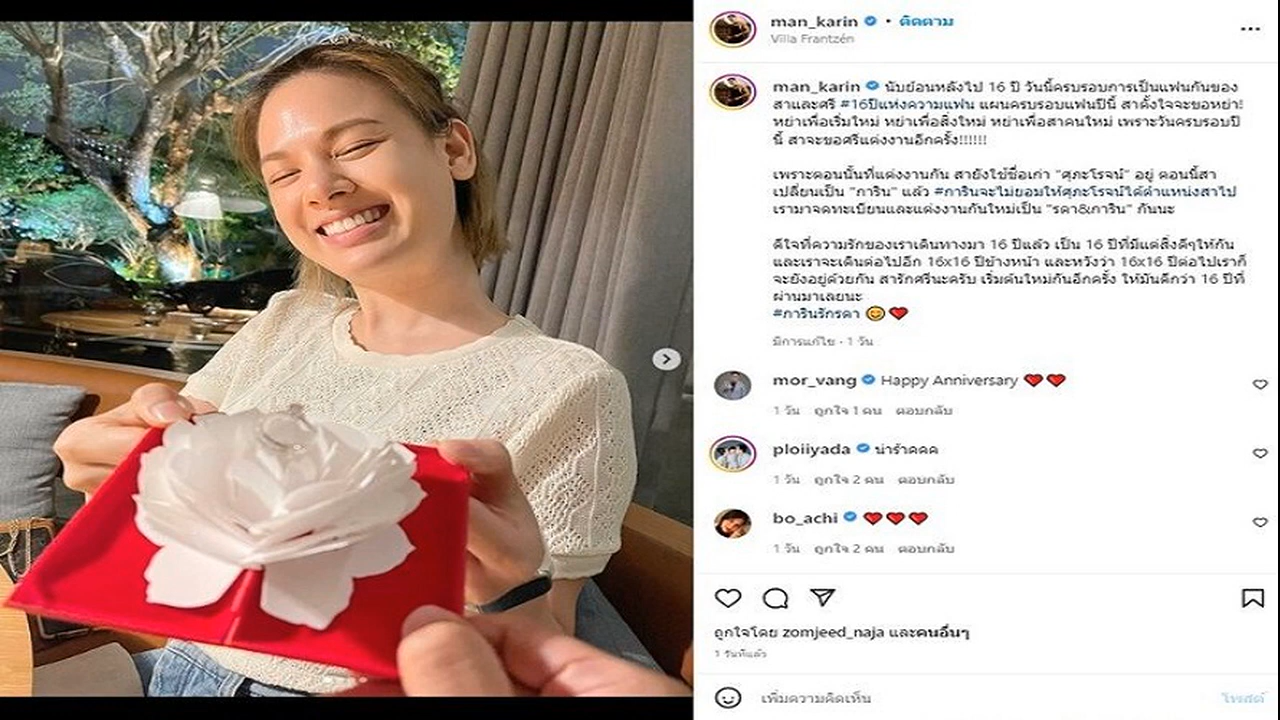 man_karin • ติดตาม
Villa Frantzén
man_karin นับย้อนหลังไป 16 ปี วันนี้ครบรอบการเป็นแฟนกันของ
สาและศรี #16ปีแห่งความแฟน แผนครบรอบแฟนปีนี้ สาตั้งใจจะขอหย่า!
หย่าเพื่อเริ่มใหม่ หย่าเพื่อสิ่งใหม่ หย่าเพื่อสาคนใหม่ เพราะวันครบรอบปี
นี้ สาจะขอศรีแต่งงานอีกครั้ง!!!!!!
เพราะตอนนั้นที่แต่งงานกัน สายังใช้ชื่อเก่า "ศุภะโรจน์" อยู่ ตอนนี้สา
เปลี่ยนเป็น "การิน" แล้ว #การินจะไม่ยอมให้ศุภะโรจน์ได้ตำแหน่งสาไป
เรามาจดทะเบียนและแต่งงานกันใหม่เป็น "รดา&การิน" กันนะ
ดีใจที่ความรักของเราเดินทางมา 16 ปีแล้ว เป็น 16 ปีที่มีแต่สิ่งดีๆให้กัน
และเราจะเดินต่อไปอีก 16x16 ปีข้างหน้า และหวังว่า 16x16 ปีต่อไปเราก็
จะยังอยู่ด้วยกัน สารักศรีนะครับ เริ่มต้นใหม่กันอีกครั้ง ให้มันดีกว่า 16 ปีที่
ผ่านมาเลยนะ
#การินรักรดา 😊❤️
มีการแก้ไข • 1 วัน
mor_vang Happy Anniversary ❤️❤️
1 วัน ถูกใจ 1 คน ตอบกลับ
ploiiyada น่าร้าคคค
1 วัน ถูกใจ 2 คน ตอบกลับ
bo_achi ❤️❤️❤️
1 วัน ถูกใจ 2 คน ตอบกลับ
ถูกใจโดย zomjeed_naja และคนอื่นๆ
1 วันที่แล้ว
เพิ่มความคิดเห็น
โพสต์